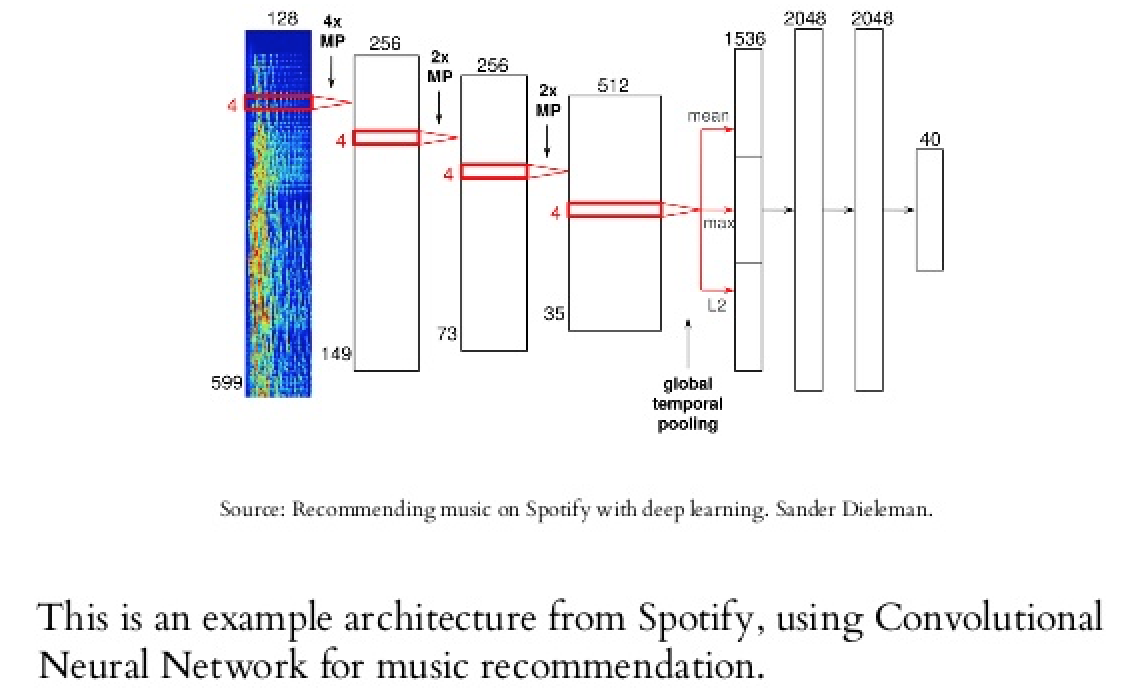 128
4x
MP
256
2x
MP
256
2x
MP
512
1536
2048
2048
40
4
4
4
4
mean
max
L2
599
149
73
35
global
temporal
pooling
Source: Recommending music on Spotify with deep learning. Sander Dieleman.
This is an example architecture from Spotify, using Convolutional
Neural Network for music recommendation.